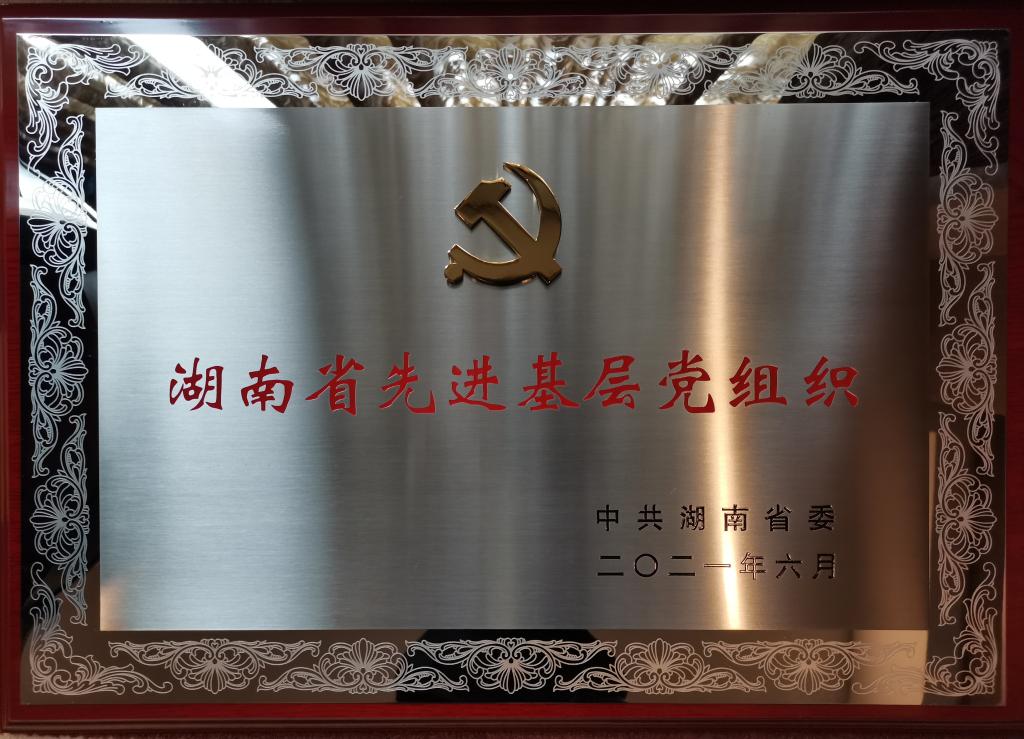 湖南省先进基层党组织
中共湖南省委
二〇二一年六月